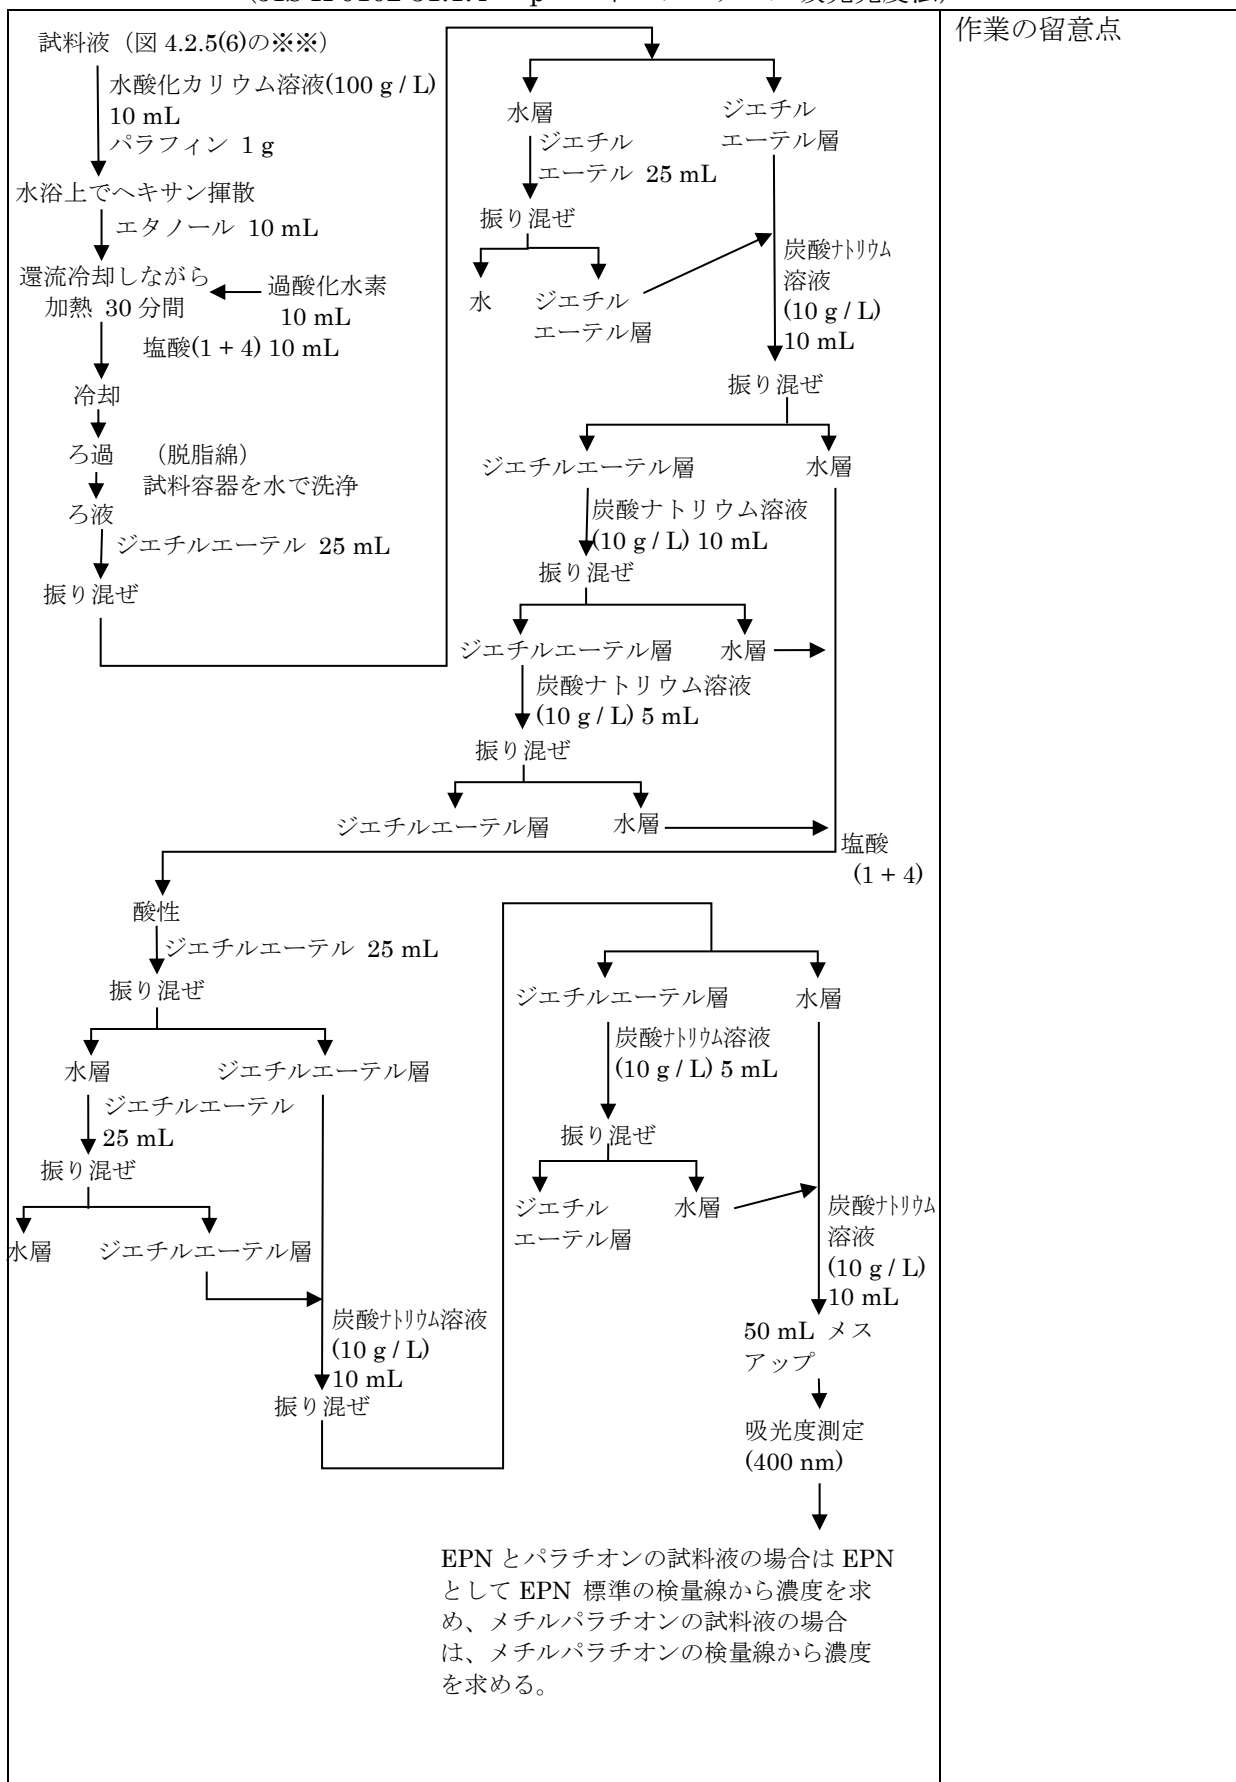 作業の留意点
試料液（図 4.2.5(6)の※※）
水酸化カリウム溶液(100 g / L)
10 mL
パラフィン 1 g
水浴上でヘキサン揮散
エタノール 10 mL
還流冷却しながら
加熱 30 分間
過酸化水素
10 mL
塩酸(1 + 4) 10 mL
冷却
ろ過　（脱脂綿）
試料容器を水で洗浄
ろ液
ジエチルエーテル 25 mL
振り混ぜ
水層
ジエチル
エーテル層
ジエチル
エーテル 25 mL
振り混ぜ
水
ジエチル
エーテル層
炭酸ナトリウム
溶液
(10 g / L)
10 mL
振り混ぜ
ジエチルエーテル層
水層
炭酸ナトリウム溶液
(10 g / L) 10 mL
振り混ぜ
ジエチルエーテル層
水層
炭酸ナトリウム溶液
(10 g / L) 5 mL
振り混ぜ
ジエチルエーテル層
水層
塩酸
(1 + 4)
酸性
ジエチルエーテル 25 mL
振り混ぜ
水層
ジエチルエーテル層
ジエチルエーテル
25 mL
振り混ぜ
水層
ジエチルエーテル層
炭酸ナトリウム溶液
(10 g / L)
10 mL
振り混ぜ
ジエチルエーテル層
水層
炭酸ナトリウム溶液
(10 g / L) 5 mL
振り混ぜ
ジエチル
エーテル層
水層
炭酸ナトリウム
溶液
(10 g / L)
10 mL
50 mL メス
アップ
吸光度測定
(400 nm)
EPN とパラチオンの試料液の場合は EPN
として EPN 標準の検量線から濃度を求
め、メチルパラチオンの試料液の場合
は、メチルパラチオンの検量線から濃度
を求める。